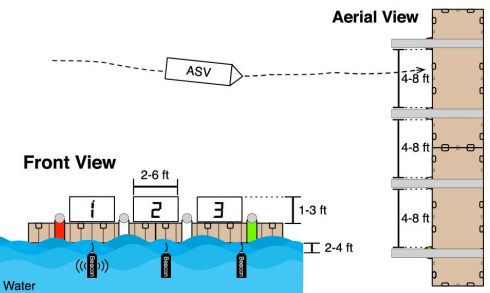 Aerial View
ASV
4-8 ft
4-8 ft
4-8 ft
Front View
2-6 ft
1 2 3
1-3 ft
2-4 ft
Beacon Beacon Beacon
Water